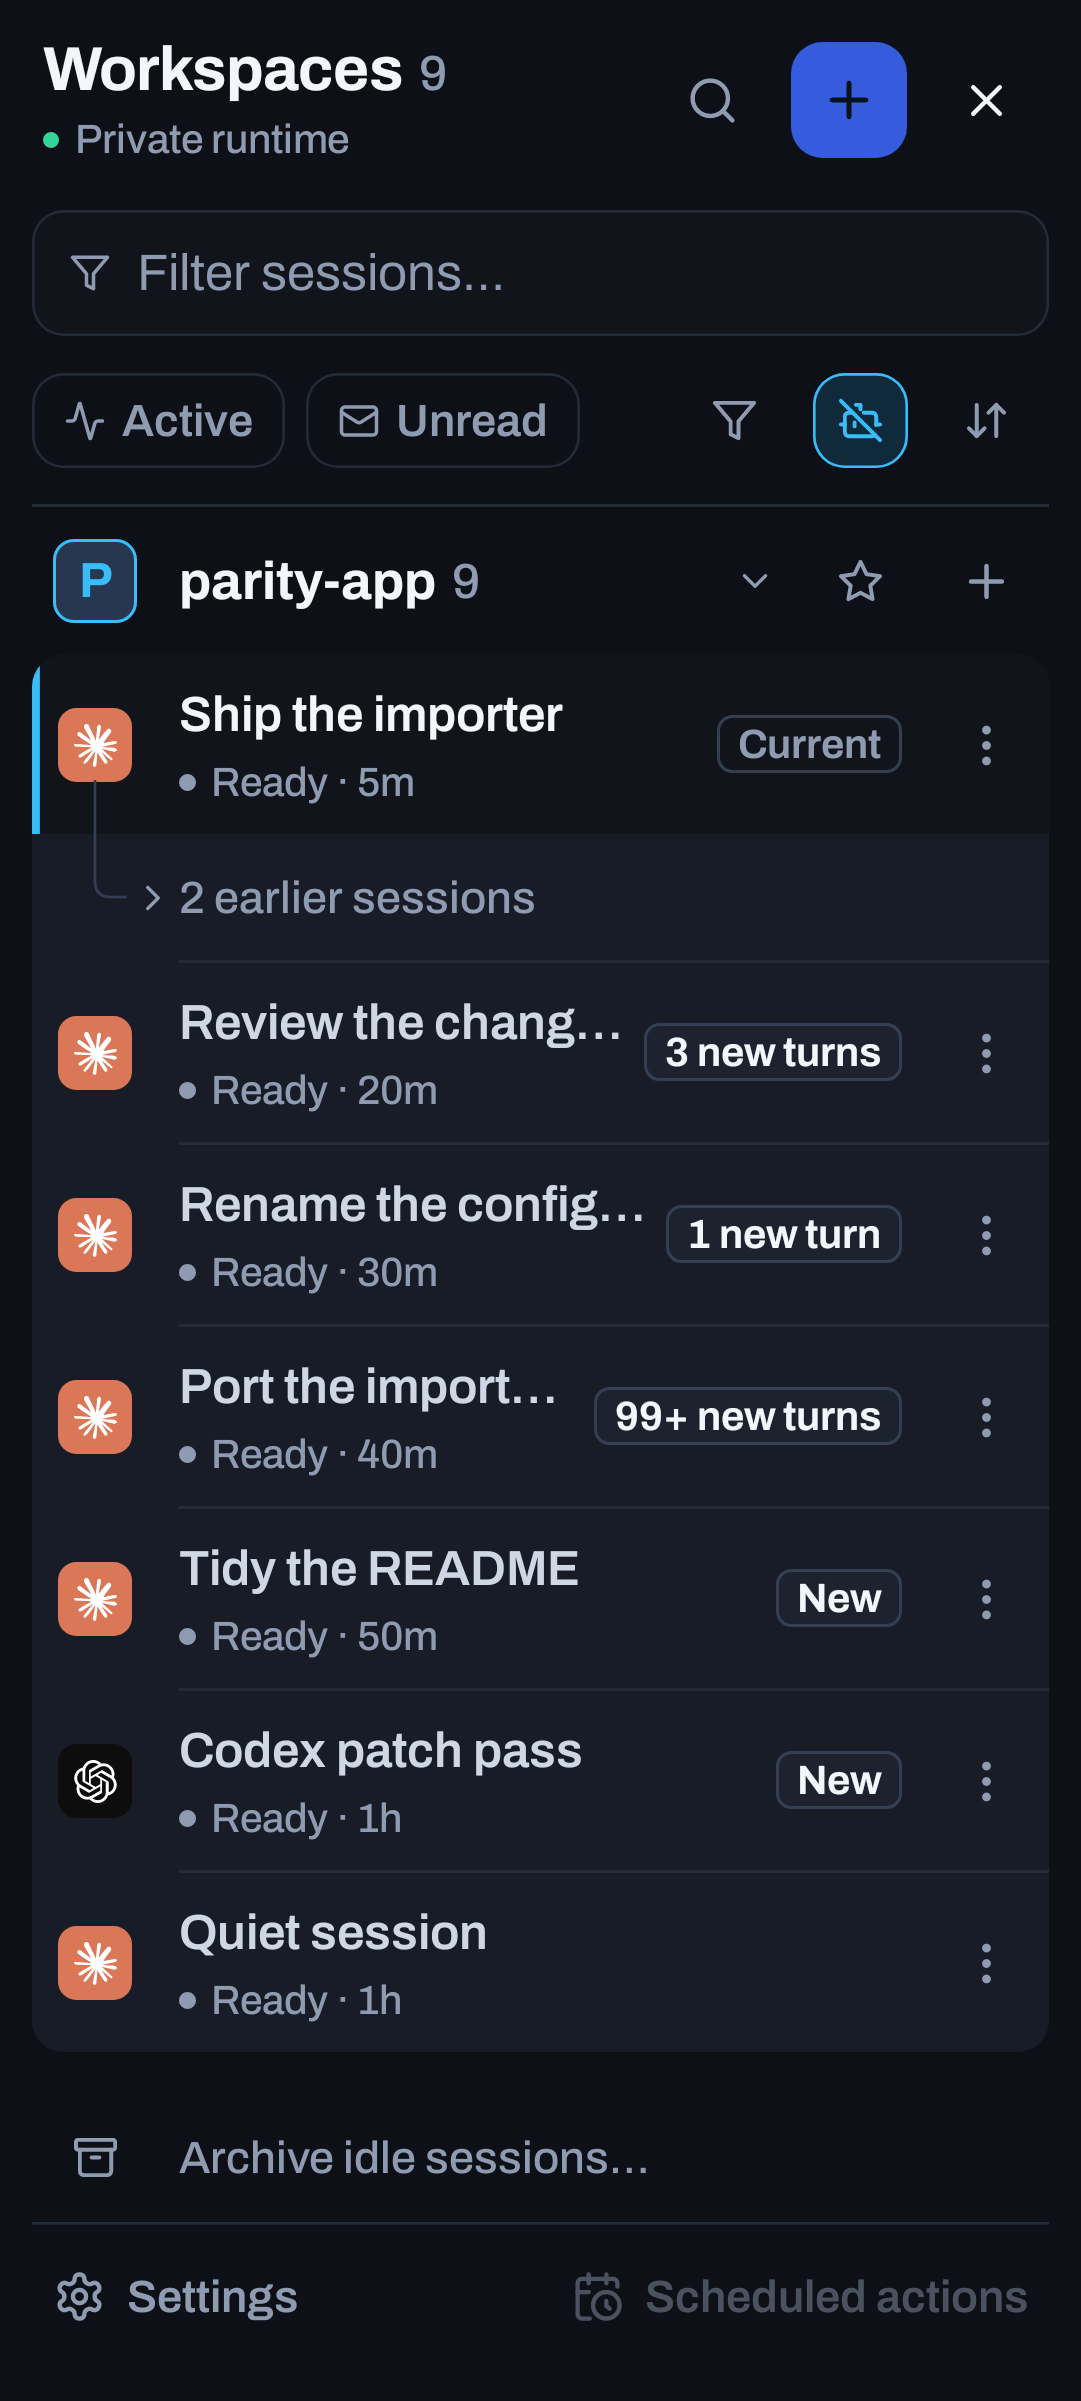 Workspaces 9
Private runtime
Filter sessions...
Active
Unread
P
parity-app 9
Ship the importer
Current
Ready · 5m
2 earlier sessions
Review the chang...
3 new turns
Ready · 20m
Rename the config...
1 new turn
Ready · 30m
Port the import...
99+ new turns
Ready · 40m
Tidy the README
New
Ready · 50m
Codex patch pass
New
Ready · 1h
Quiet session
Ready · 1h
Archive idle sessions...
Settings
Scheduled actions